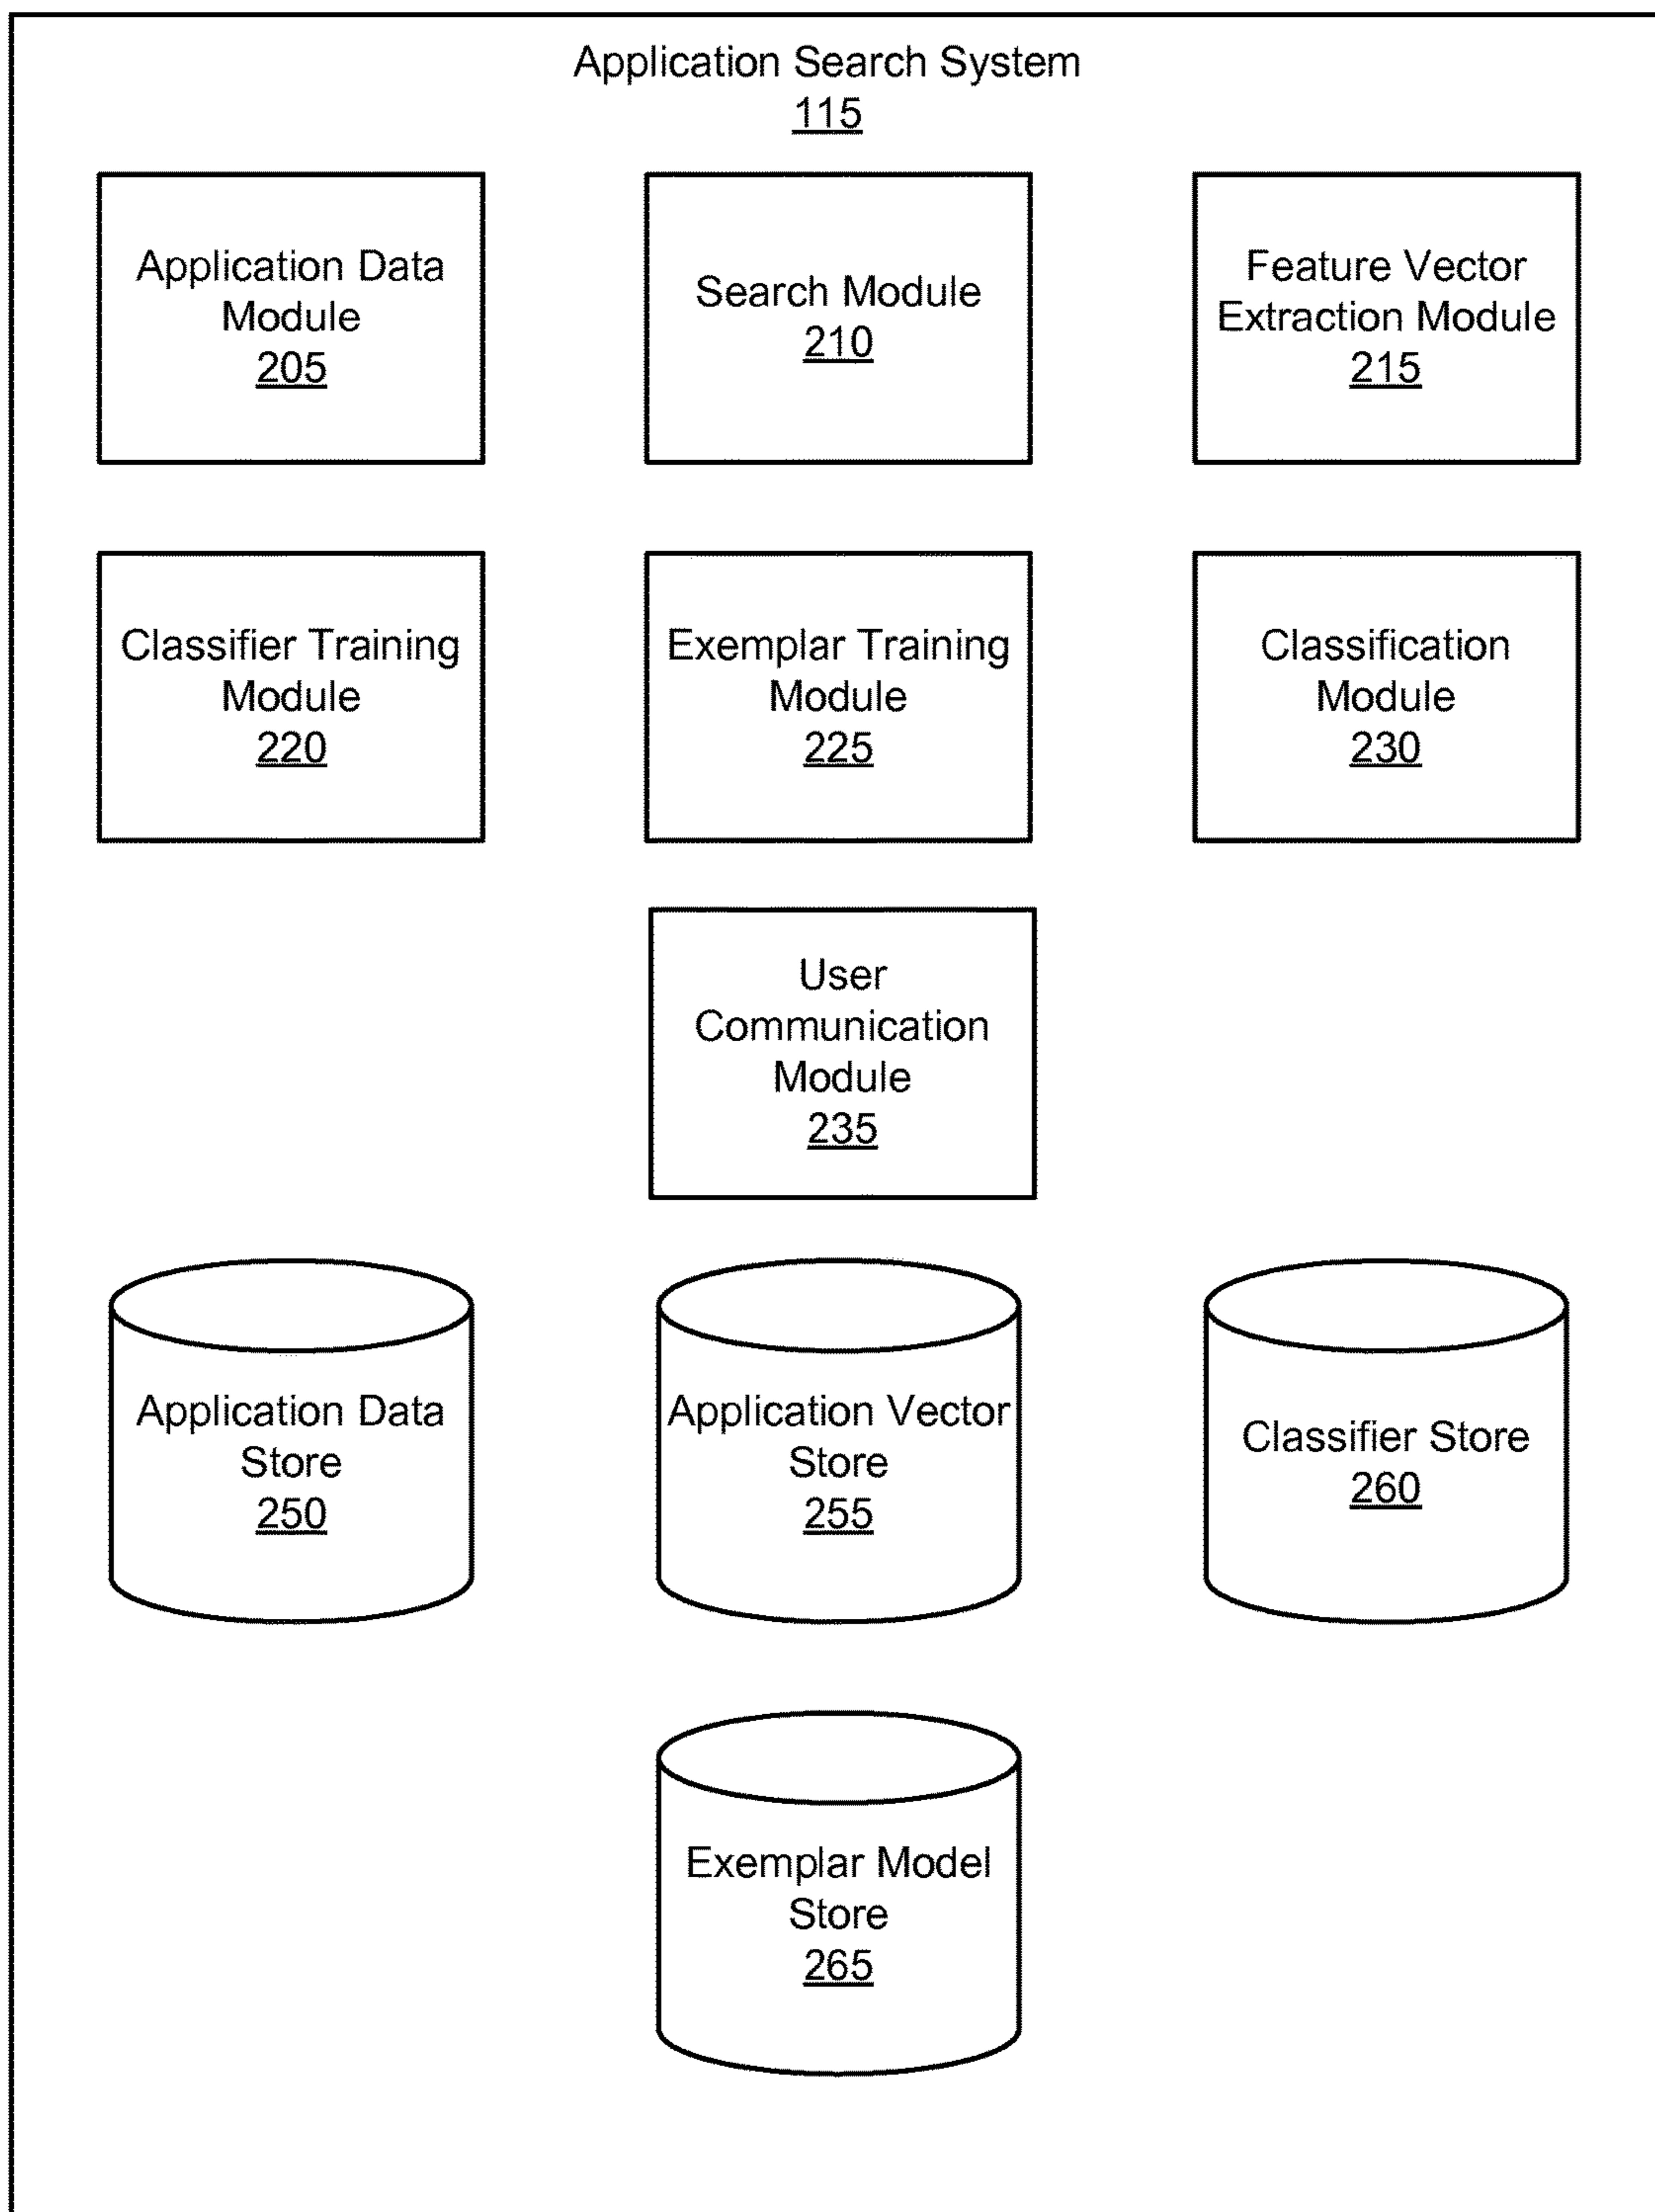 Application Search System
115
Application Data
Module
205
Search Module
210
Feature Vector
Extraction Module
215
Classifier Training
Module
220
Exemplar Training
Module
225
Classification
Module
230
User
Communication
Module
235
Application Data
Store
250
Application Vector
Store
255
Classifier Store
260
Exemplar Model
Store
265